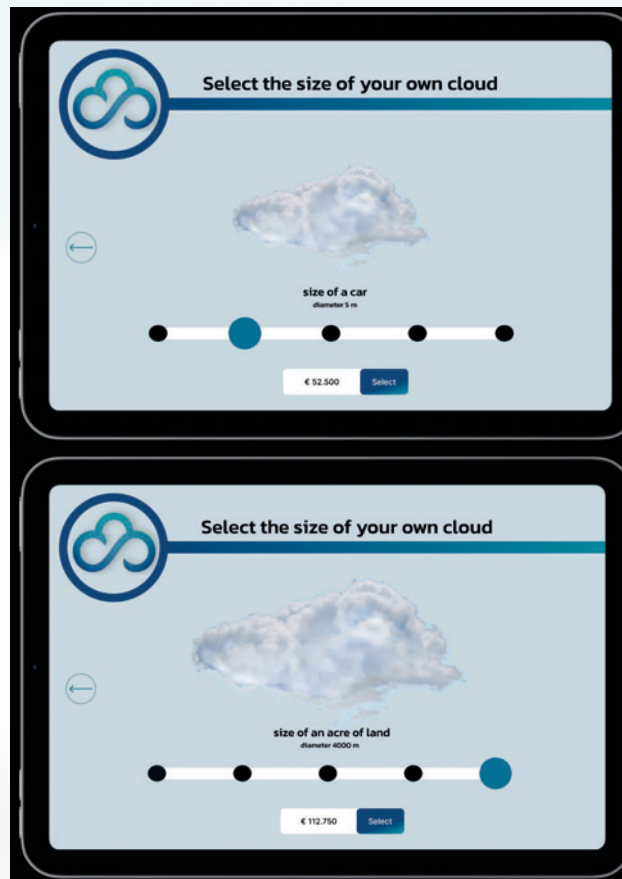 Select the size of your own cloud
size of a car
diameter 5 m
€ 52.500 Select
Select the size of your own cloud
size of an acre of land
diameter 4000 m
€ 112.750 Select